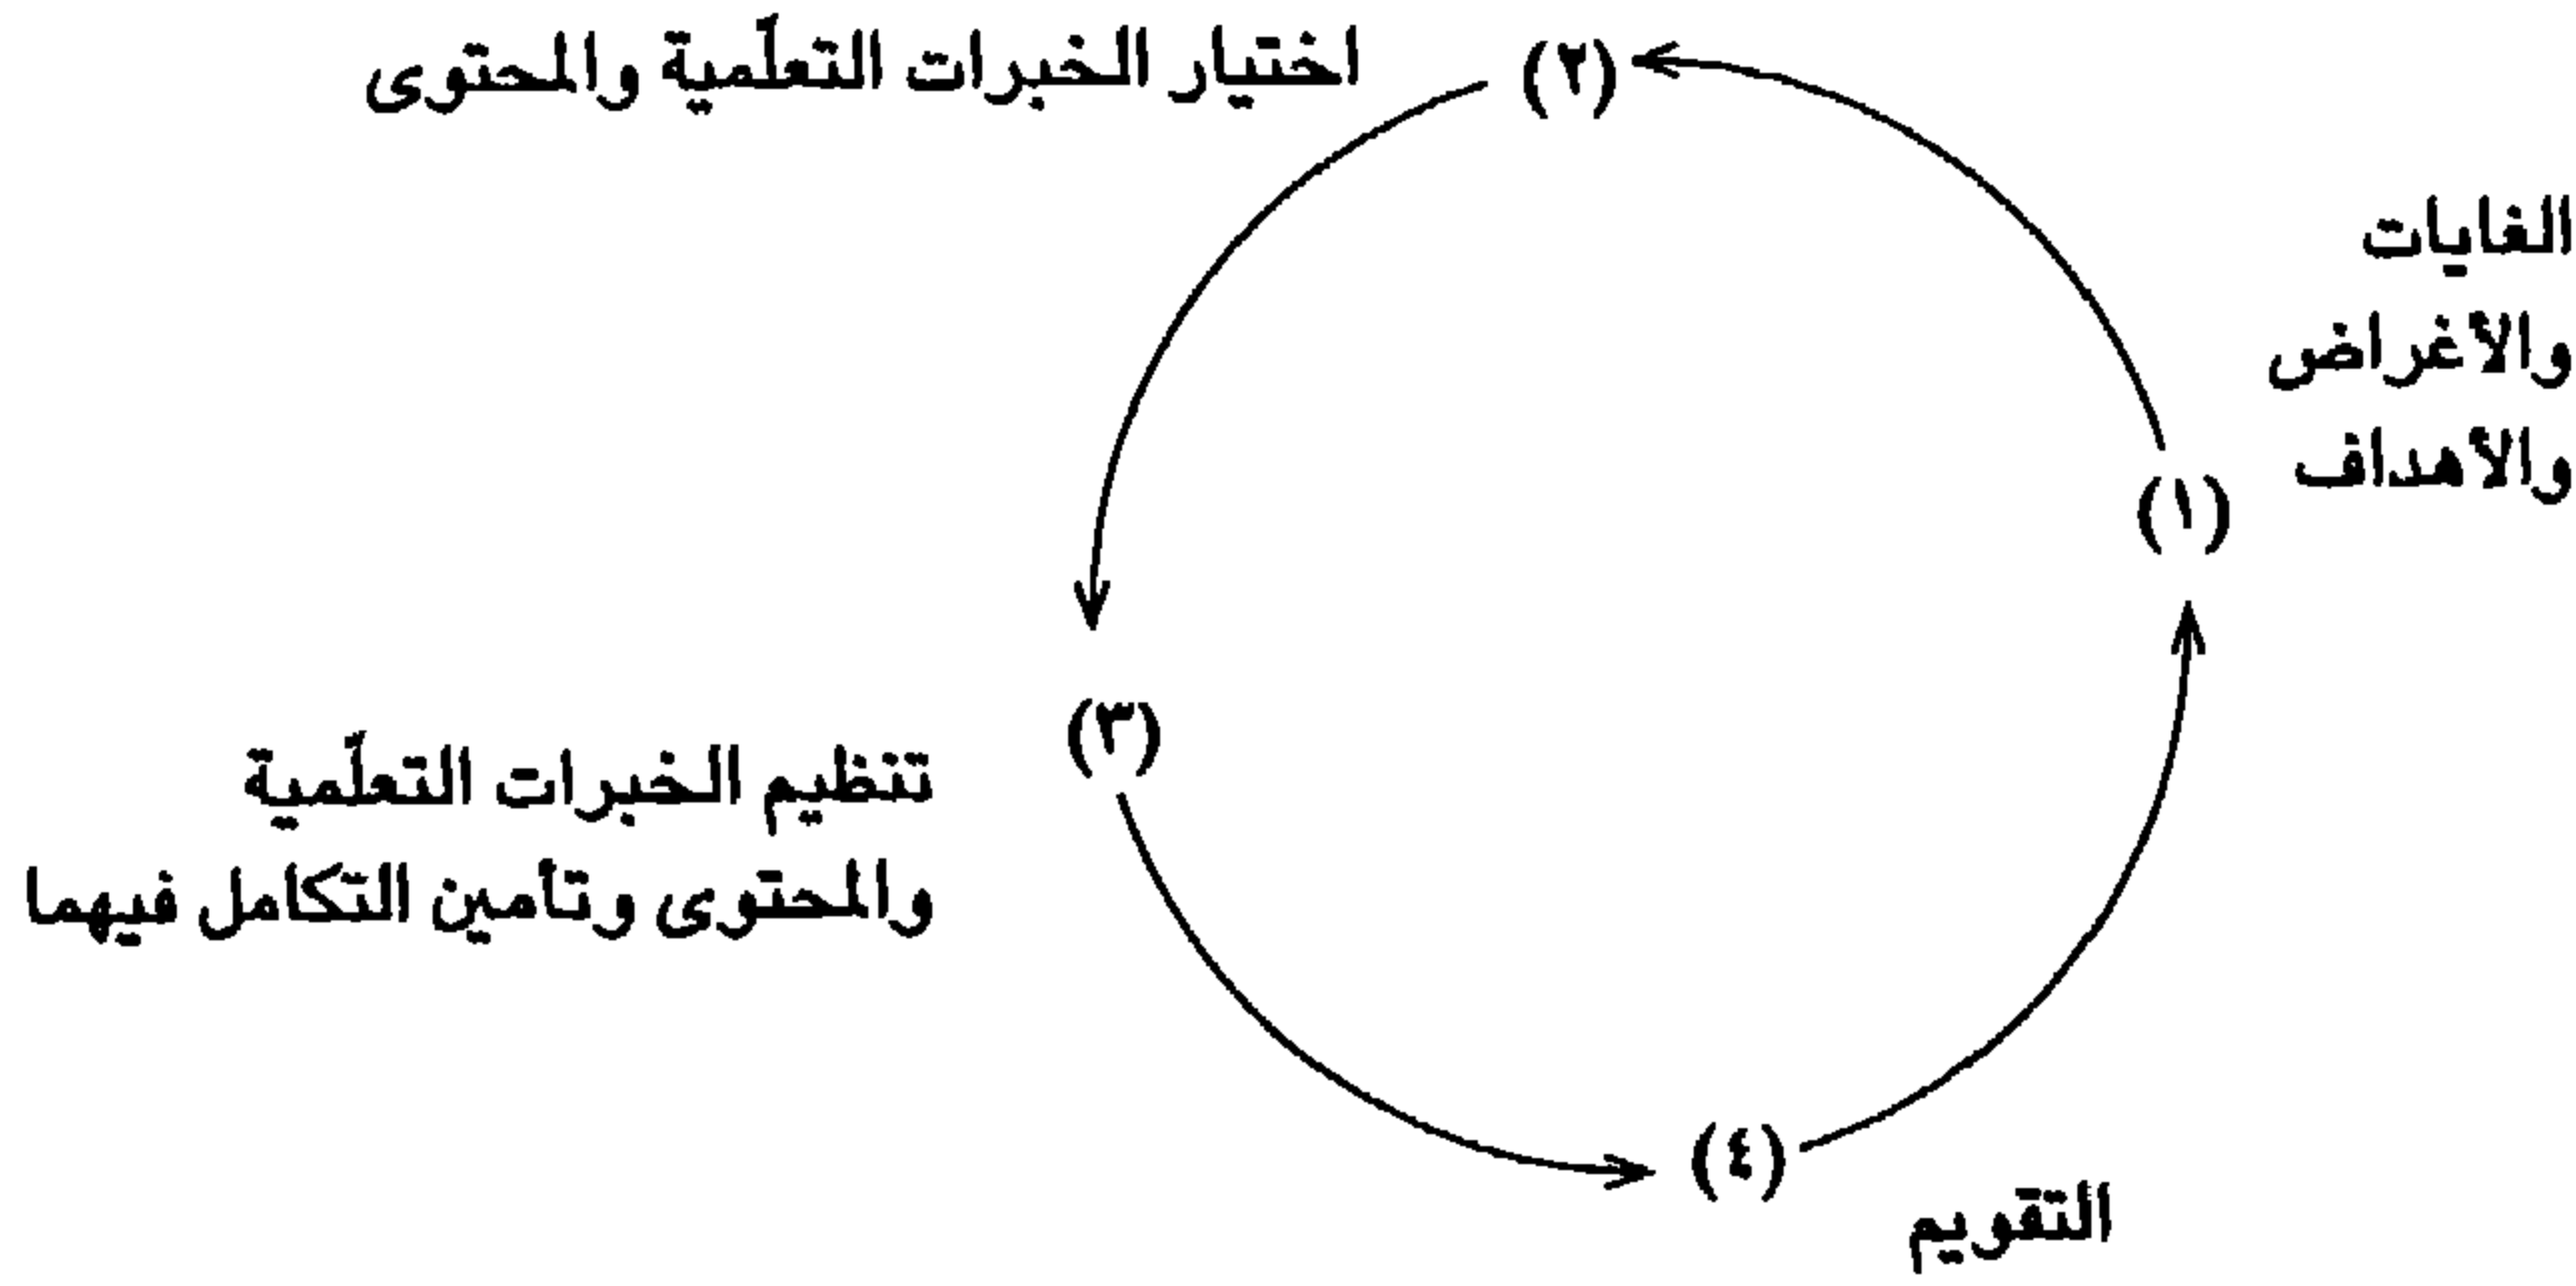 (١)
الغايات
والأغراض
والأهداف
(٢)
اختيار الخبرات التعلّمية والمحتوى
(٣)
تنظيم الخبرات التعلّمية
والمحتوى وتأمين التكامل فيهما
(٤)
التقويم